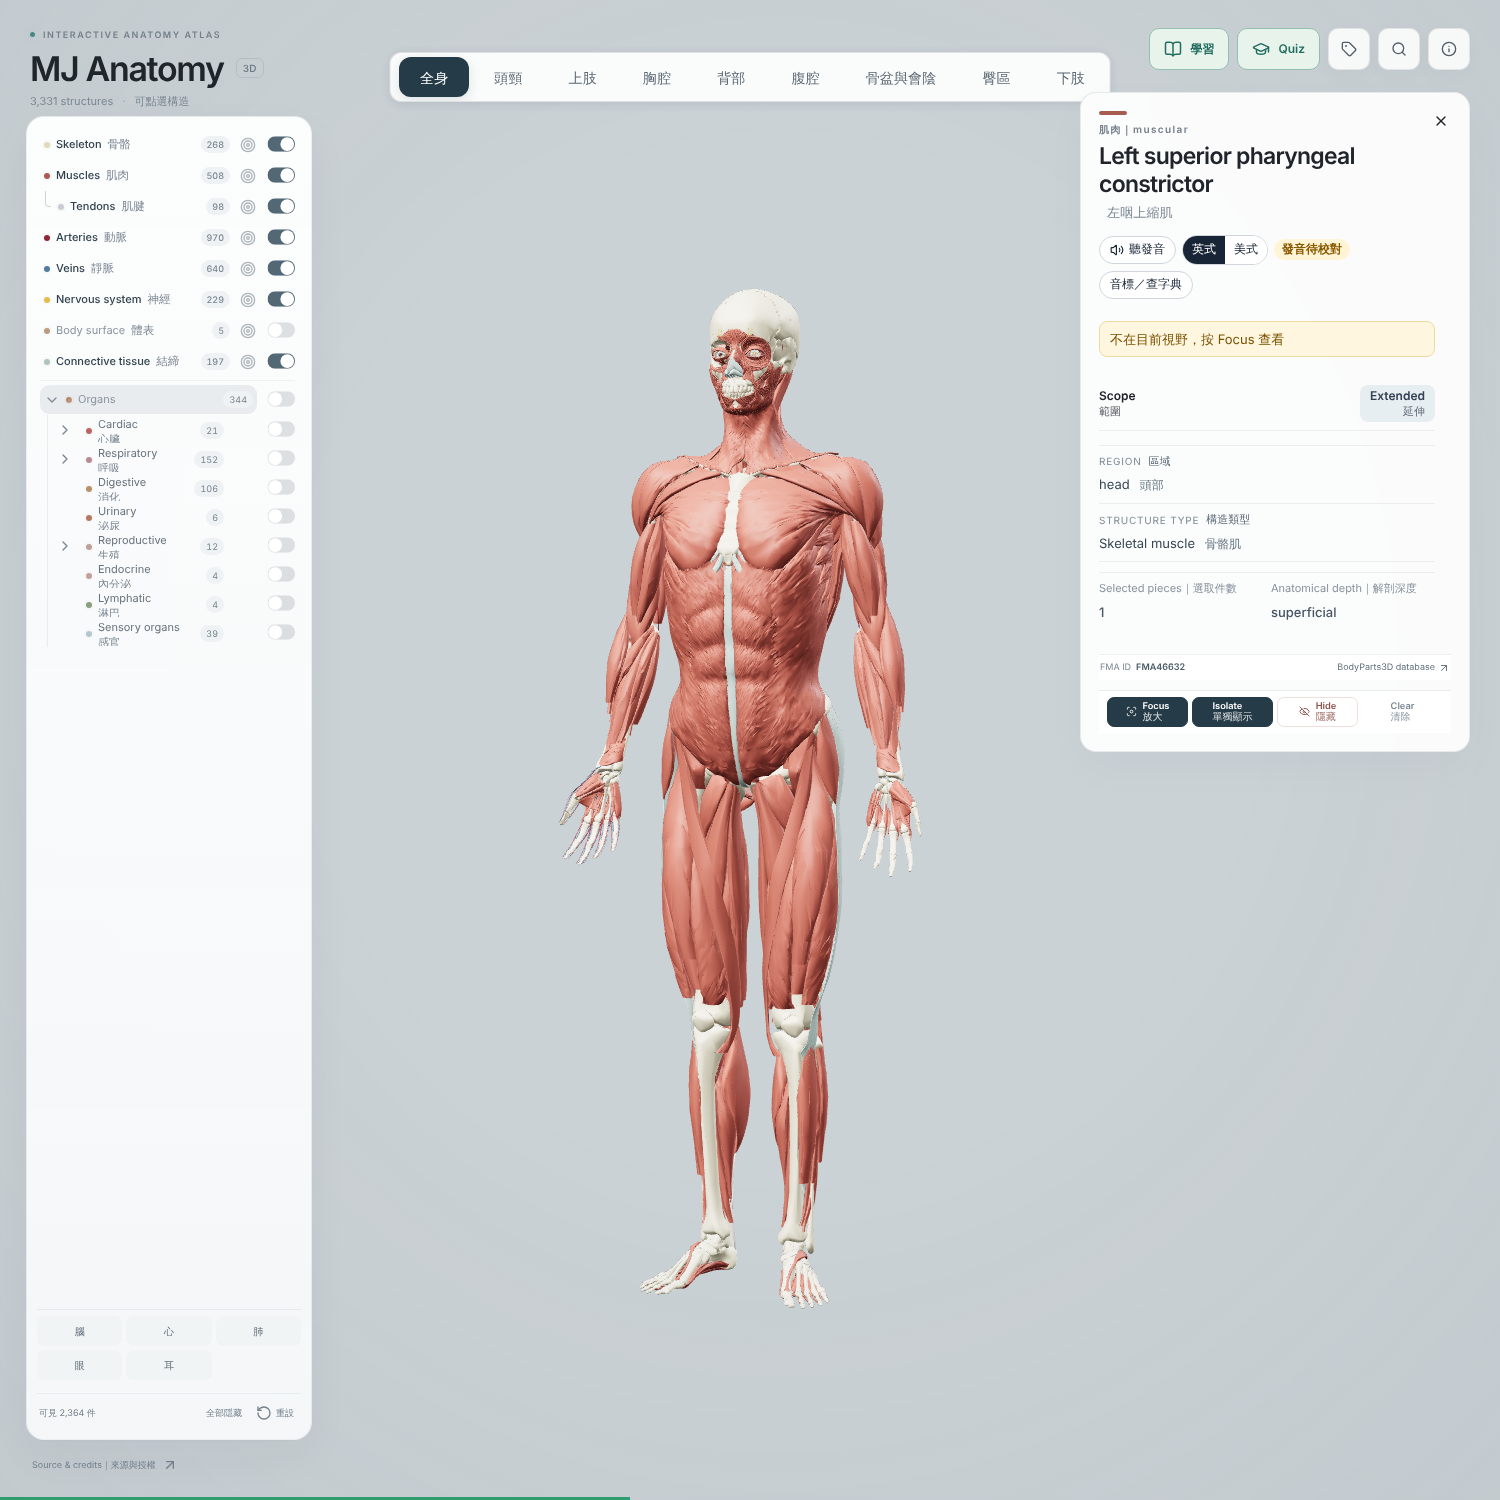 INTERACTIVE ANATOMY ATLAS
MJ Anatomy 3D
3,331 structures · 可點選構造
全身 頭頸 上肢 胸腔 背部 腹腔 骨盆與會陰 臀區 下肢
學習 Quiz
Skeleton 骨骼 268
Muscles 肌肉 508
Tendons 肌腱 98
Arteries 動脈 970
Veins 靜脈 640
Nervous system 神經 229
Body surface 體表 5
Connective tissue 結締 197
Organs 344
Cardiac 21
心臟
Respiratory 152
呼吸
Digestive 106
消化
Urinary 6
泌尿
Reproductive 12
生殖
Endocrine 4
內分泌
Lymphatic 4
淋巴
Sensory organs 39
感官
腦 心 肺
眼 耳
可見 2,364 件 全部隱藏 重設
Source & credits | 來源與授權
肌肉 | muscular
Left superior pharyngeal
constrictor
左咽上縮肌
聽發音 英式 美式 發音待校對
音標／查字典
不在目前視野，按 Focus 查看
Scope Extended
範圍 延伸
REGION 區域
head 頭部
STRUCTURE TYPE 構造類型
Skeletal muscle 骨骼肌
Selected pieces | 選取件數 Anatomical depth | 解剖深度
1 superficial
FMA ID FMA46632 BodyParts3D database
Focus Isolate Hide Clear
放大 單獨顯示 隱藏 清除